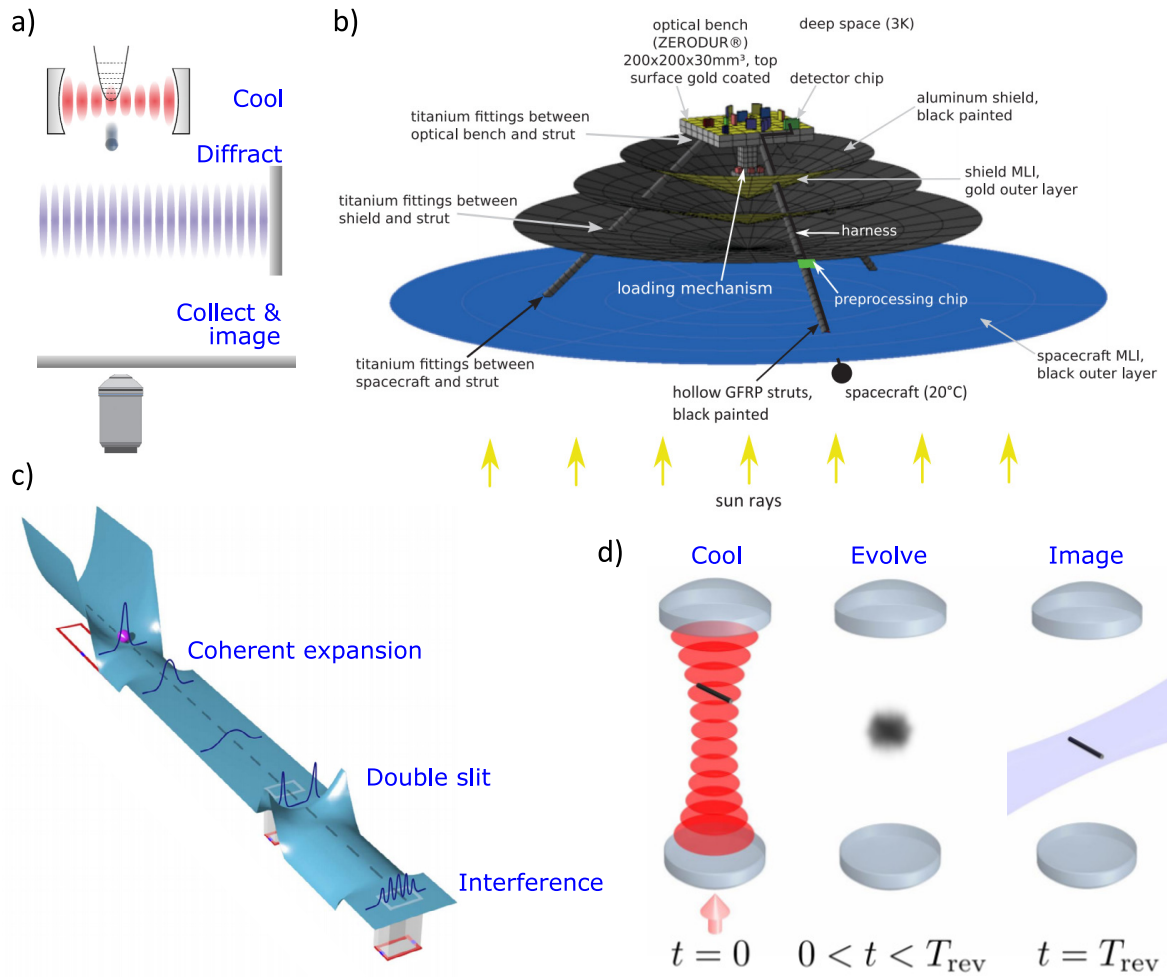 a)
Cool
Diffract
Collect &
image
b)
optical bench
(ZERODUR®)
200x200x30mm³, top
surface gold coated
deep space (3K)
detector chip
titanium fittings between
optical bench and strut
aluminum shield,
black painted
shield MLI,
gold outer layer
titanium fittings between
shield and strut
harness
loading mechanism
preprocessing chip
titanium fittings between
spacecraft and strut
hollow GFRP struts,
black painted
spacecraft (20°C)
spacecraft MLI,
black outer layer
sun rays
c)
Coherent expansion
Double slit
Interference
d)
Cool
Evolve
Image
t = 0
0 < t < Trev
t = Trev